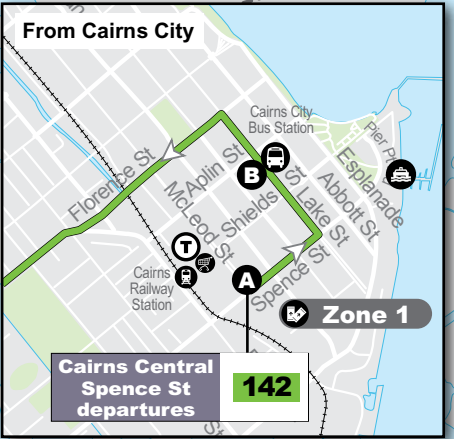 From Cairns City
Cairns City
Bus Station
Pier P
Esplanade
Abbott St
Lake St
St
Aplin St
Shields
McLeod St
Florence St
B
T
Cairns
Railway
Station
A
Spence St
Zone 1
Cairns Central
Spence St
departures
142